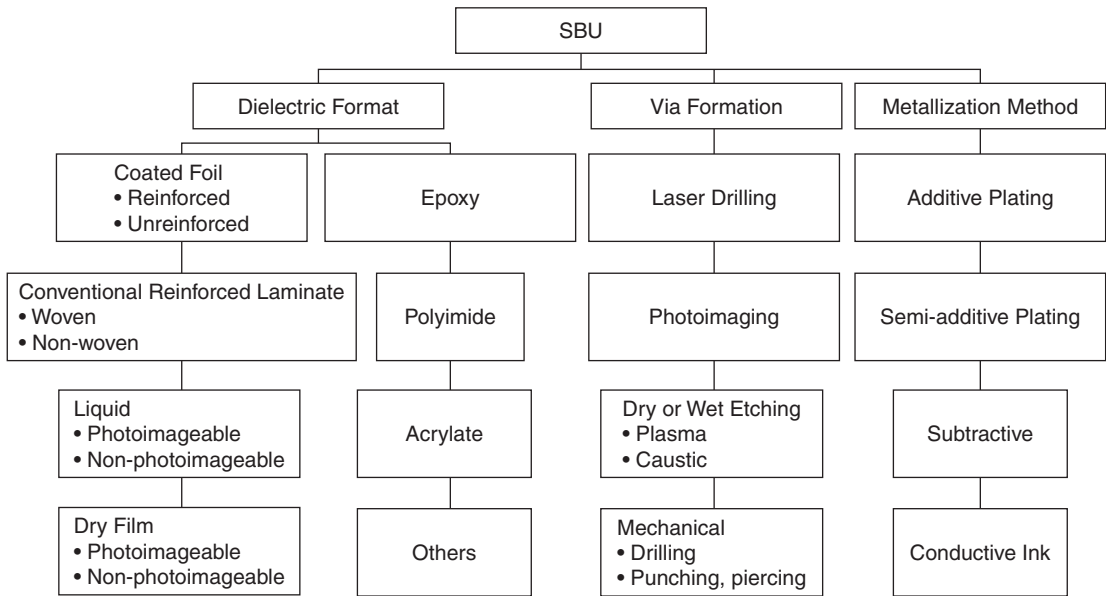 SBU
Dielectric Format
Via Formation
Metallization Method
Coated Foil
• Reinforced
• Unreinforced
Epoxy
Laser Drilling
Additive Plating
Conventional Reinforced Laminate
• Woven
• Non-woven
Polyimide
Photoimaging
Semi-additive Plating
Liquid
• Photoimageable
• Non-photoimageable
Acrylate
Dry or Wet Etching
• Plasma
• Caustic
Subtractive
Dry Film
• Photoimageable
• Non-photoimageable
Others
Mechanical
• Drilling
• Punching, piercing
Conductive Ink